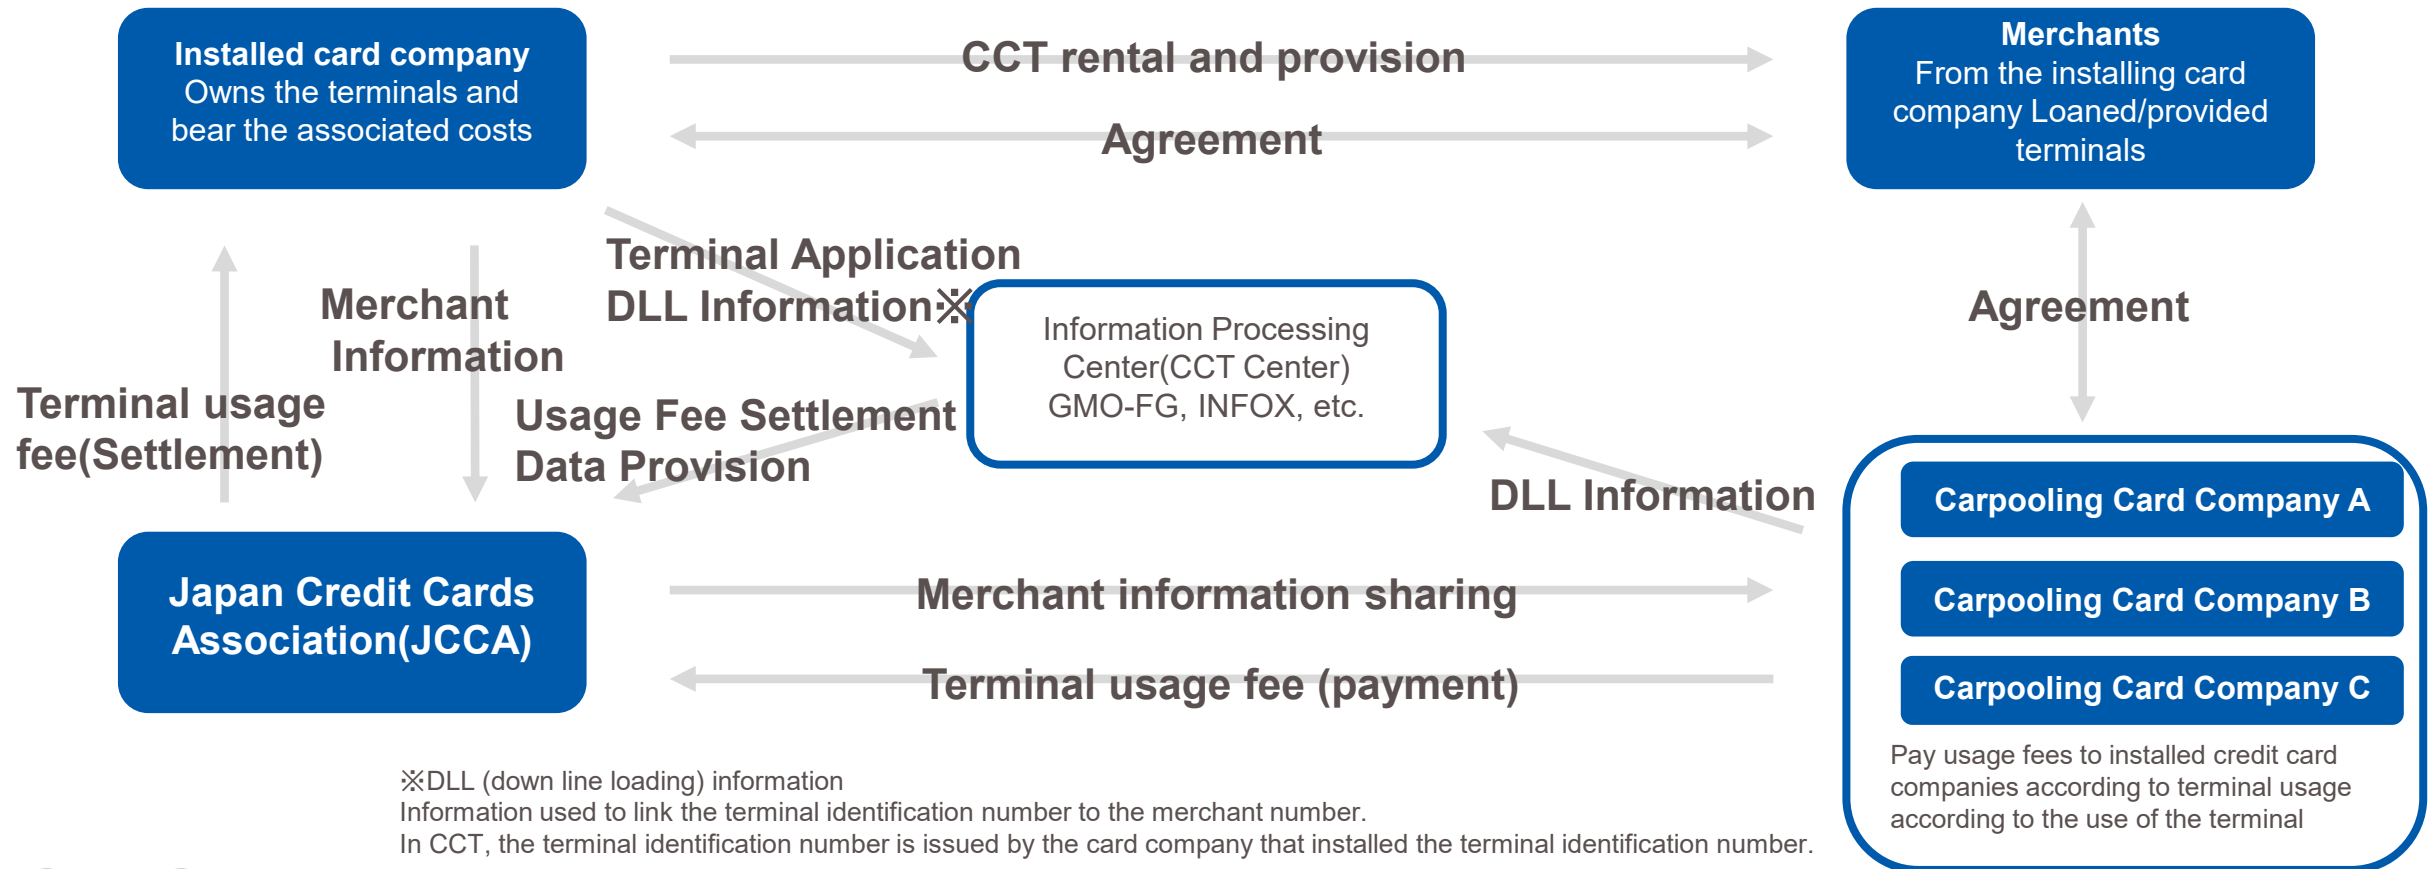 Installed card company
Owns the terminals and
bear the associated costs
CCT rental and provision
Agreement
Merchants
From the installing card
company Loaned/provided
terminals
Terminal Application
DLL Information※
Merchant
Information
Terminal usage
fee(Settlement)
Usage Fee Settlement
Data Provision
Information Processing
Center(CCT Center)
GMO-FG, INFOX, etc.
Agreement
DLL Information
Japan Credit Cards
Association(JCCA)
Merchant information sharing
Terminal usage fee (payment)
Carpooling Card Company A
Carpooling Card Company B
Carpooling Card Company C
Pay usage fees to installed credit card
companies according to terminal usage
according to the use of the terminal
※DLL (down line loading) information
Information used to link the terminal identification number to the merchant number.
In CCT, the terminal identification number is issued by the card company that installed the terminal identification number.